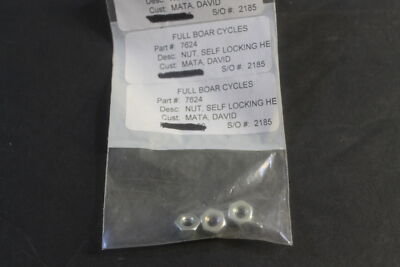 Cust: MATA, DAVID
S/O #: 2185
FULL BOAR CYCLES
Part #: 7624
Desc: NUT, SELF LOCKING HE
Cust: MATA, DAVID
S/O #: 2185
FULL BOAR CYCLES
Part #: 7624
Desc: NUT, SELF LOCKING HE
Cust: MATA, DAVID
S/O #: 2185